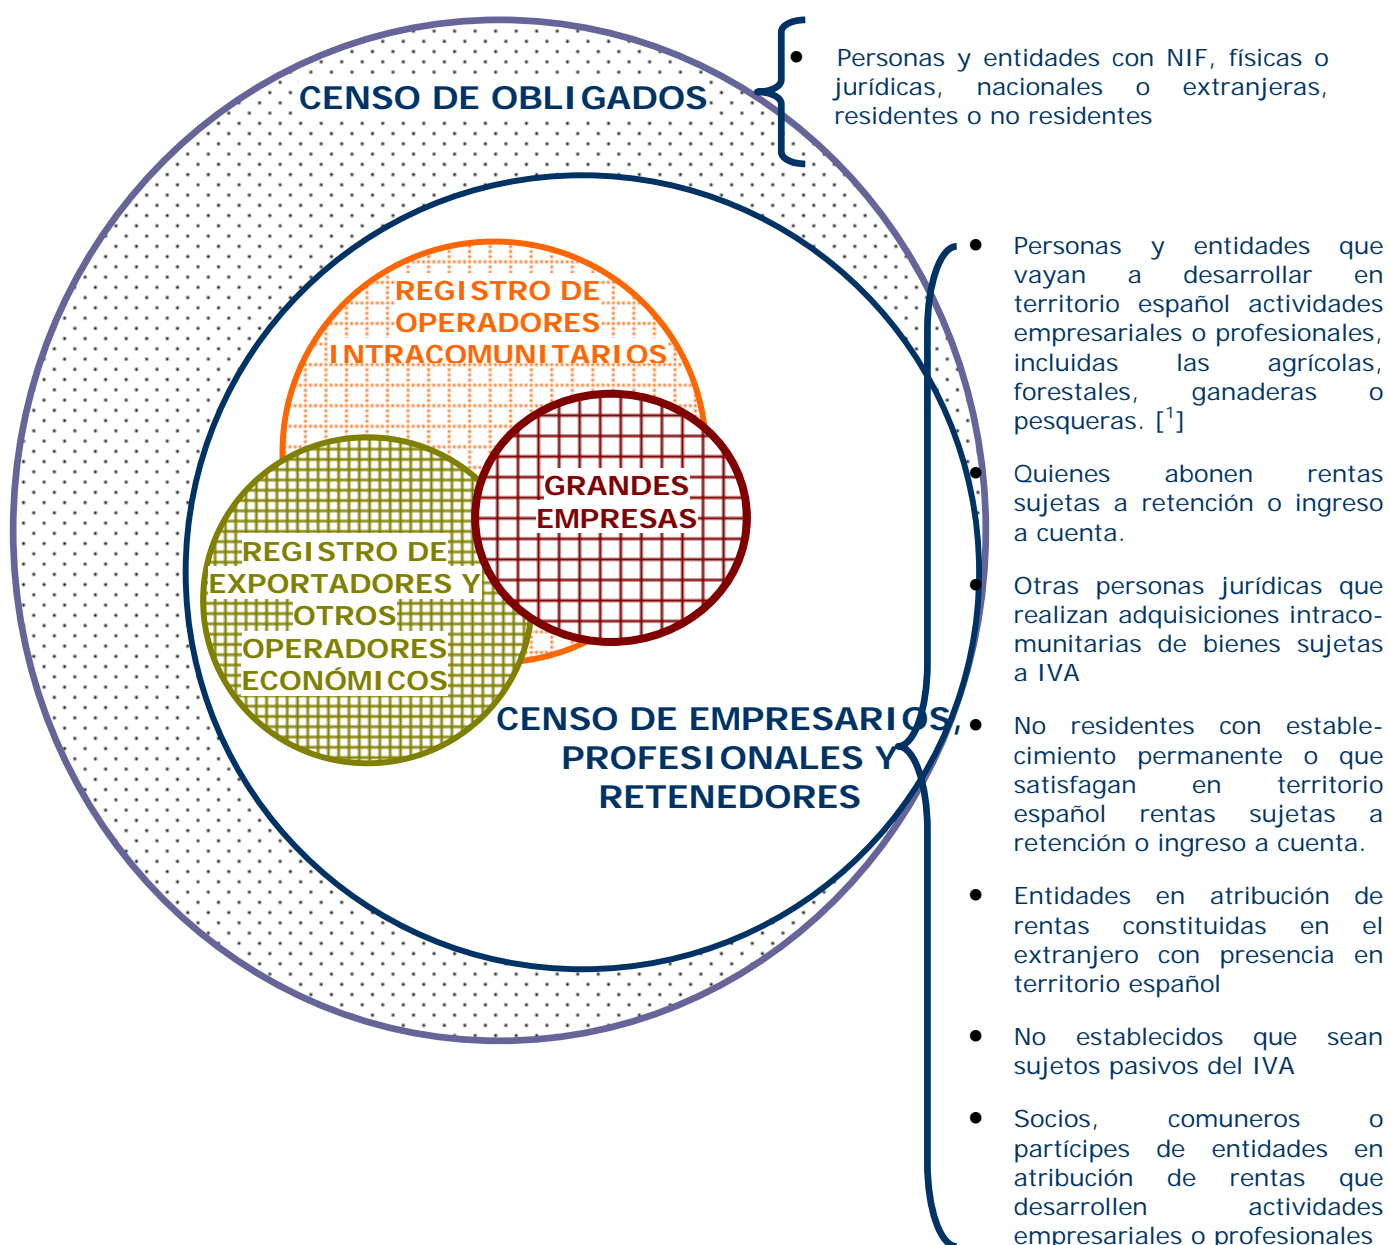 CENSO DE OBLIGADOS
• Personas y entidades con NIF, físicas o
jurídicas, nacionales o extranjeras,
residentes o no residentes
REGISTRO DE
OPERADORES
INTRACOMUNITARIOS
GRANDES
EMPRESAS
REGISTRO DE
EXPORTADORES Y
OTROS
OPERADORES
ECONÓMICOS
CENSO DE EMPRESARIOS,
PROFESIONALES Y
RETENEDORES
• Personas y entidades que
vayan a desarrollar en
territorio español actividades
empresariales o profesionales,
incluidas las agrícolas,
forestales, ganaderas o
pesqueras. [1]
• Quienes abonen rentas
sujetas a retención o ingreso
a cuenta.
• Otras personas jurídicas que
realizan adquisiciones intraco-
munitarias de bienes sujetas
a IVA
• No residentes con estable-
cimiento permanente o que
satisfagan en territorio
español rentas sujetas a
retención o ingreso a cuenta.
• Entidades en atribución de
rentas constituidas en el
extranjero con presencia en
territorio español
• No establecidos que sean
sujetos pasivos del IVA
• Socios, comuneros o
partícipes de entidades en
atribución de rentas que
desarrollen actividades
empresariales o profesionales